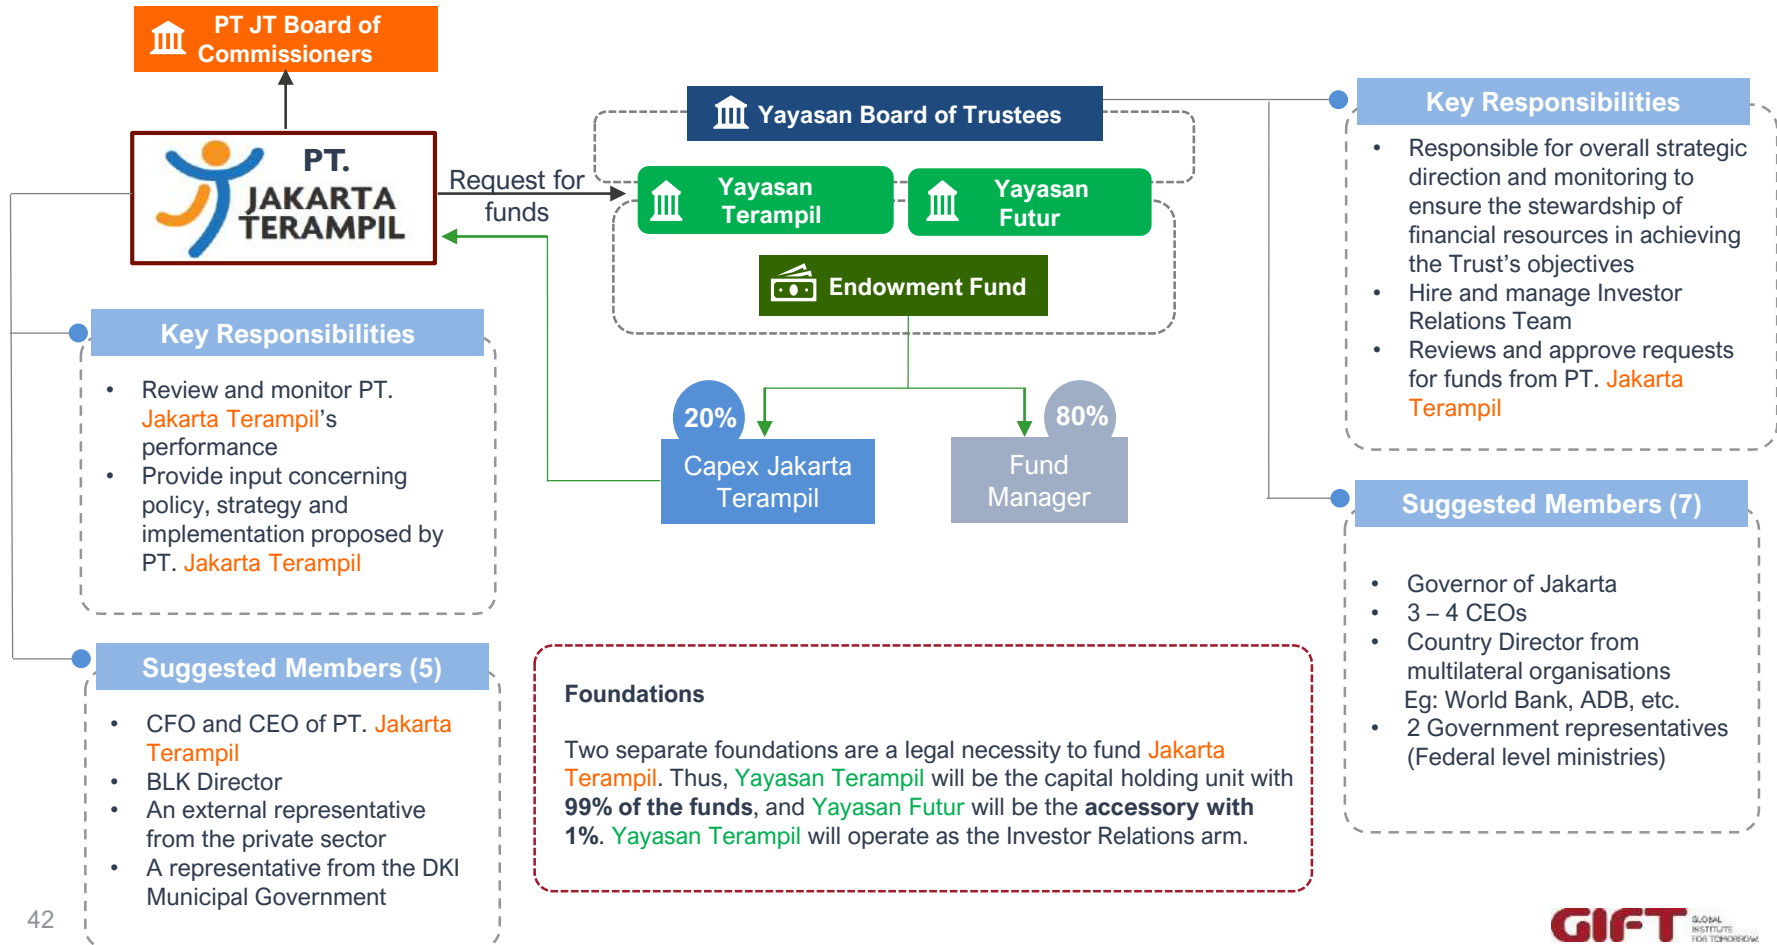 PT JT Board of
Commissioners
PT.
JAKARTA
TERAMPIL
Request for
funds
Yayasan Board of Trustees
Yayasan
Terampil
Yayasan
Futur
Endowment Fund
20%
Capex Jakarta
Terampil
80%
Fund
Manager
Key Responsibilities
• Review and monitor PT.
Jakarta Terampil’s
performance
• Provide input concerning
policy, strategy and
implementation proposed by
PT. Jakarta Terampil
Suggested Members (5)
• CFO and CEO of PT. Jakarta
Terampil
• BLK Director
• An external representative
from the private sector
• A representative from the DKI
Municipal Government
Foundations
Two separate foundations are a legal necessity to fund Jakarta
Terampil. Thus, Yayasan Terampil will be the capital holding unit with
99% of the funds, and Yayasan Futur will be the accessory with
1%. Yayasan Terampil will operate as the Investor Relations arm.
Key Responsibilities
• Responsible for overall strategic
direction and monitoring to
ensure the stewardship of
financial resources in achieving
the Trust’s objectives
• Hire and manage Investor
Relations Team
• Reviews and approve requests
for funds from PT. Jakarta
Terampil
Suggested Members (7)
• Governor of Jakarta
• 3 – 4 CEOs
• Country Director from
multilateral organisations
Eg: World Bank, ADB, etc.
• 2 Government representatives
(Federal level ministries)
42
GIFT
GLOBAL
INSTITUTE
FOR TOMORROW